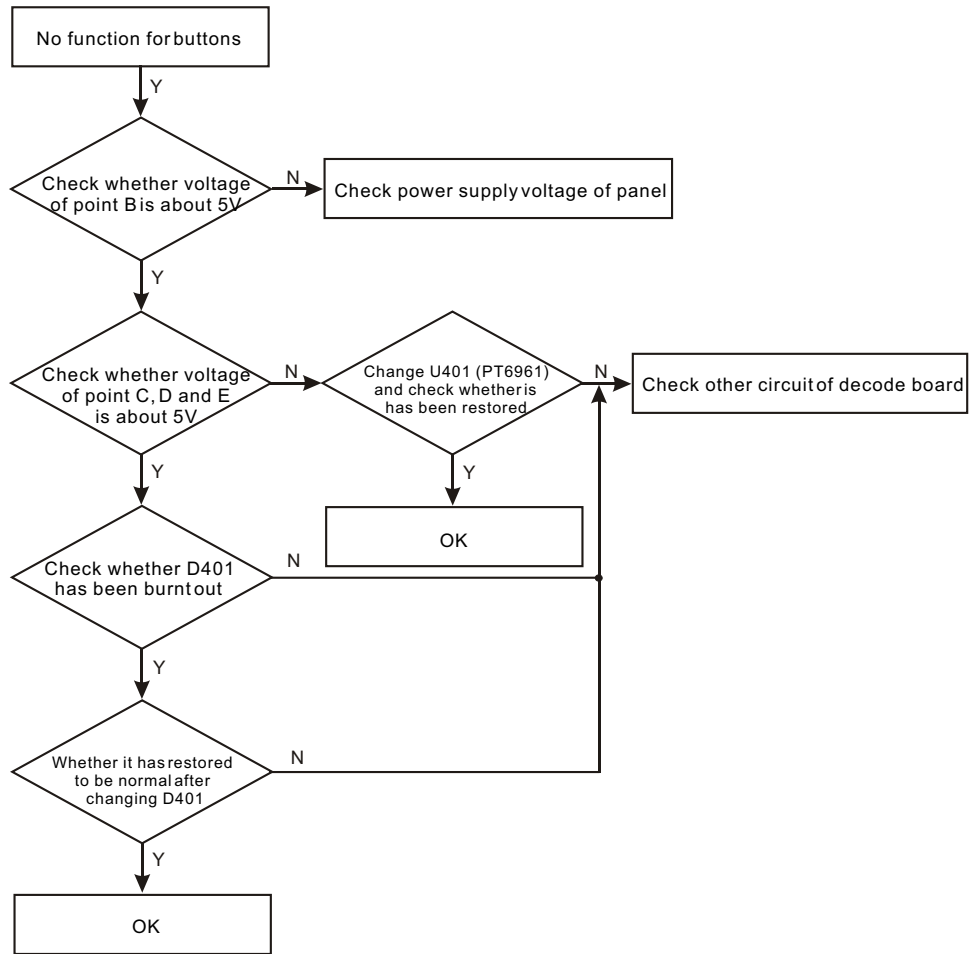 No function for buttons
Y
Check whether voltage
of point B is about 5V
N
Check power supply voltage of panel
Y
Check whether voltage
of point C, D and E
is about 5V
N
Change U401 (PT6961)
and check whether is
has been restored
N
Check other circuit of decode board
Y
Y
OK
Check whether D401
has been burnt out
N
Y
Whether it has restored
to be normal after
changing D401
N
Y
OK